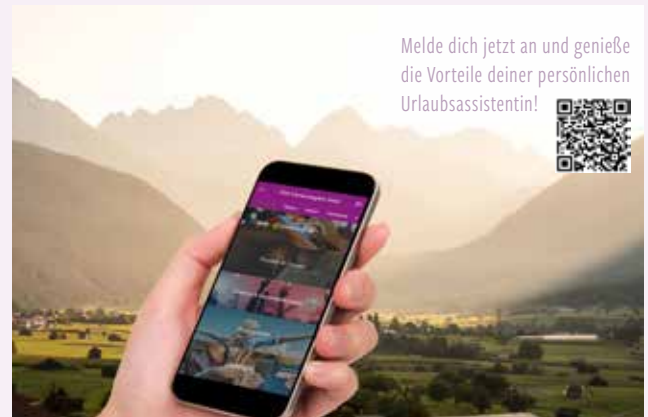 Melde dich jetzt an und genieße
die Vorteile deiner persönlichen
Urlaubsassistentin!